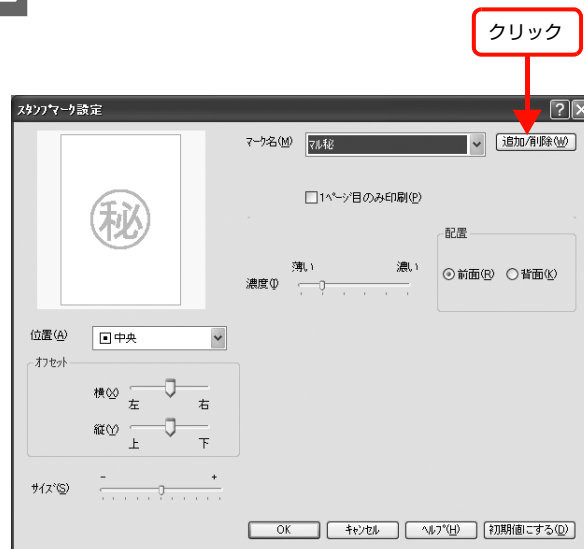 クリック
スタンプマーク設定
マーク名(M) マル秘 追加/削除(W)
1ページ目のみ印刷(P)
秘
配置
薄い 濃い
濃度(I)
前面(R) 背面(K)
位置(A) 中央
オフセット
横(X)
左 右
縦(Y)
上 下
サイズ(S) - +
OK キャンセル ヘルプ(H) 初期値にする(D)